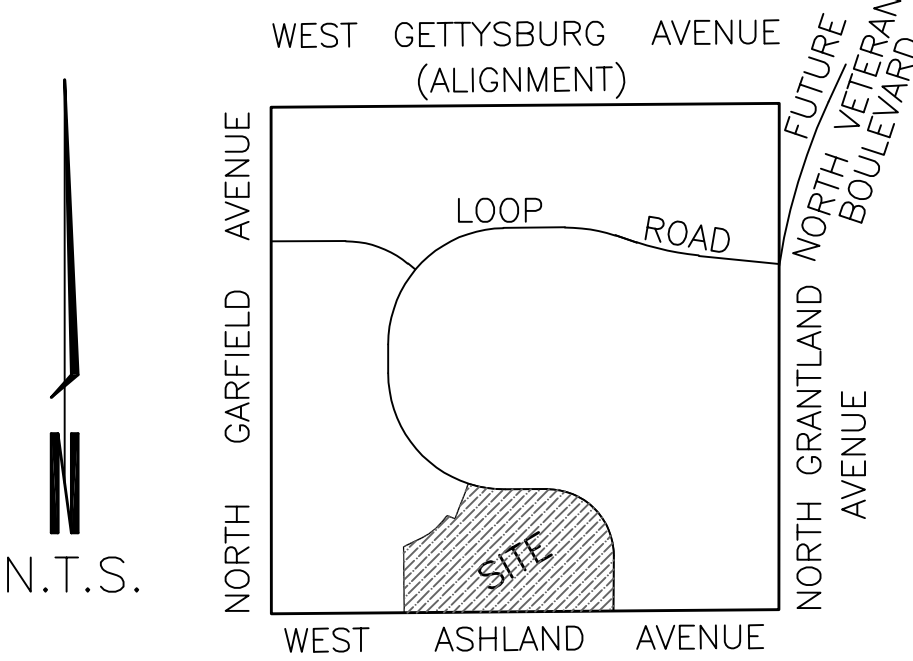 WEST GETTYSBURG AVENUE
(ALIGNMENT)
FUTURE
NORTH VETERAN
BOULEVARD
NORTH GARFIELD AVENUE
LOOP ROAD
NORTH GRANTLAND
AVENUE
SITE
N
N.T.S.
WEST ASHLAND AVENUE